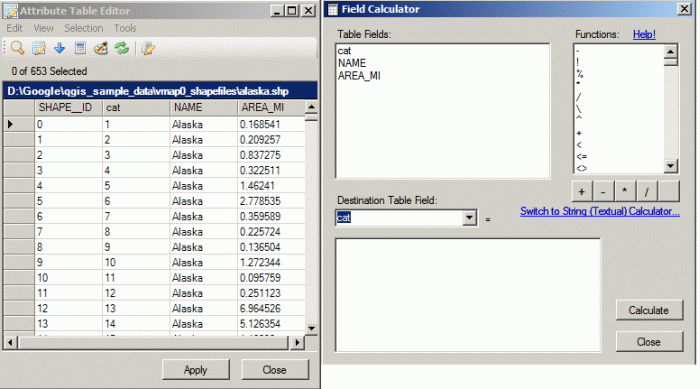 Attribute Table Editor
Edit View Selection Tools
0 of 653 Selected
D:\Google\qgis_sample_data\vmap0_shapefiles\alaska.shp
SHAPE__ID cat NAME AREA_MI
0 1 Alaska 0.168541
1 2 Alaska 0.209257
2 3 Alaska 0.837275
3 4 Alaska 0.322511
4 5 Alaska 1.46241
5 6 Alaska 2.778535
6 7 Alaska 0.359589
7 8 Alaska 0.225724
8 9 Alaska 0.136504
9 10 Alaska 1.272344
10 11 Alaska 0.095759
11 12 Alaska 0.251123
12 13 Alaska 6.964526
13 14 Alaska 5.126354
Apply Close
Field Calculator
Table Fields:
cat
NAME
AREA_MI
Functions: Help!
-
!
%
*
/
\
^
+
<
<=
<>
+ - * /
Destination Table Field:
cat =
Switch to String (Textual) Calculator...
Calculate
Close